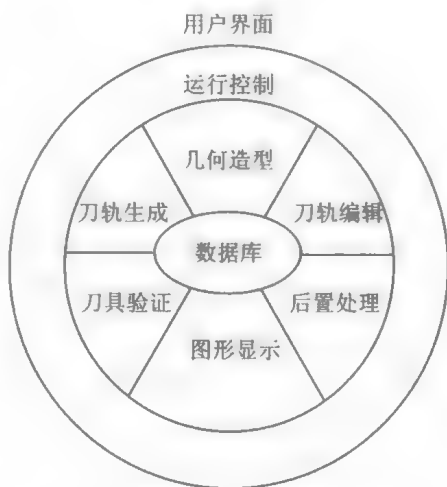 用户界面
运行控制
几何造型
刀轨生成
刀轨编辑
数据库
刀具验证
后置处理
图形显示